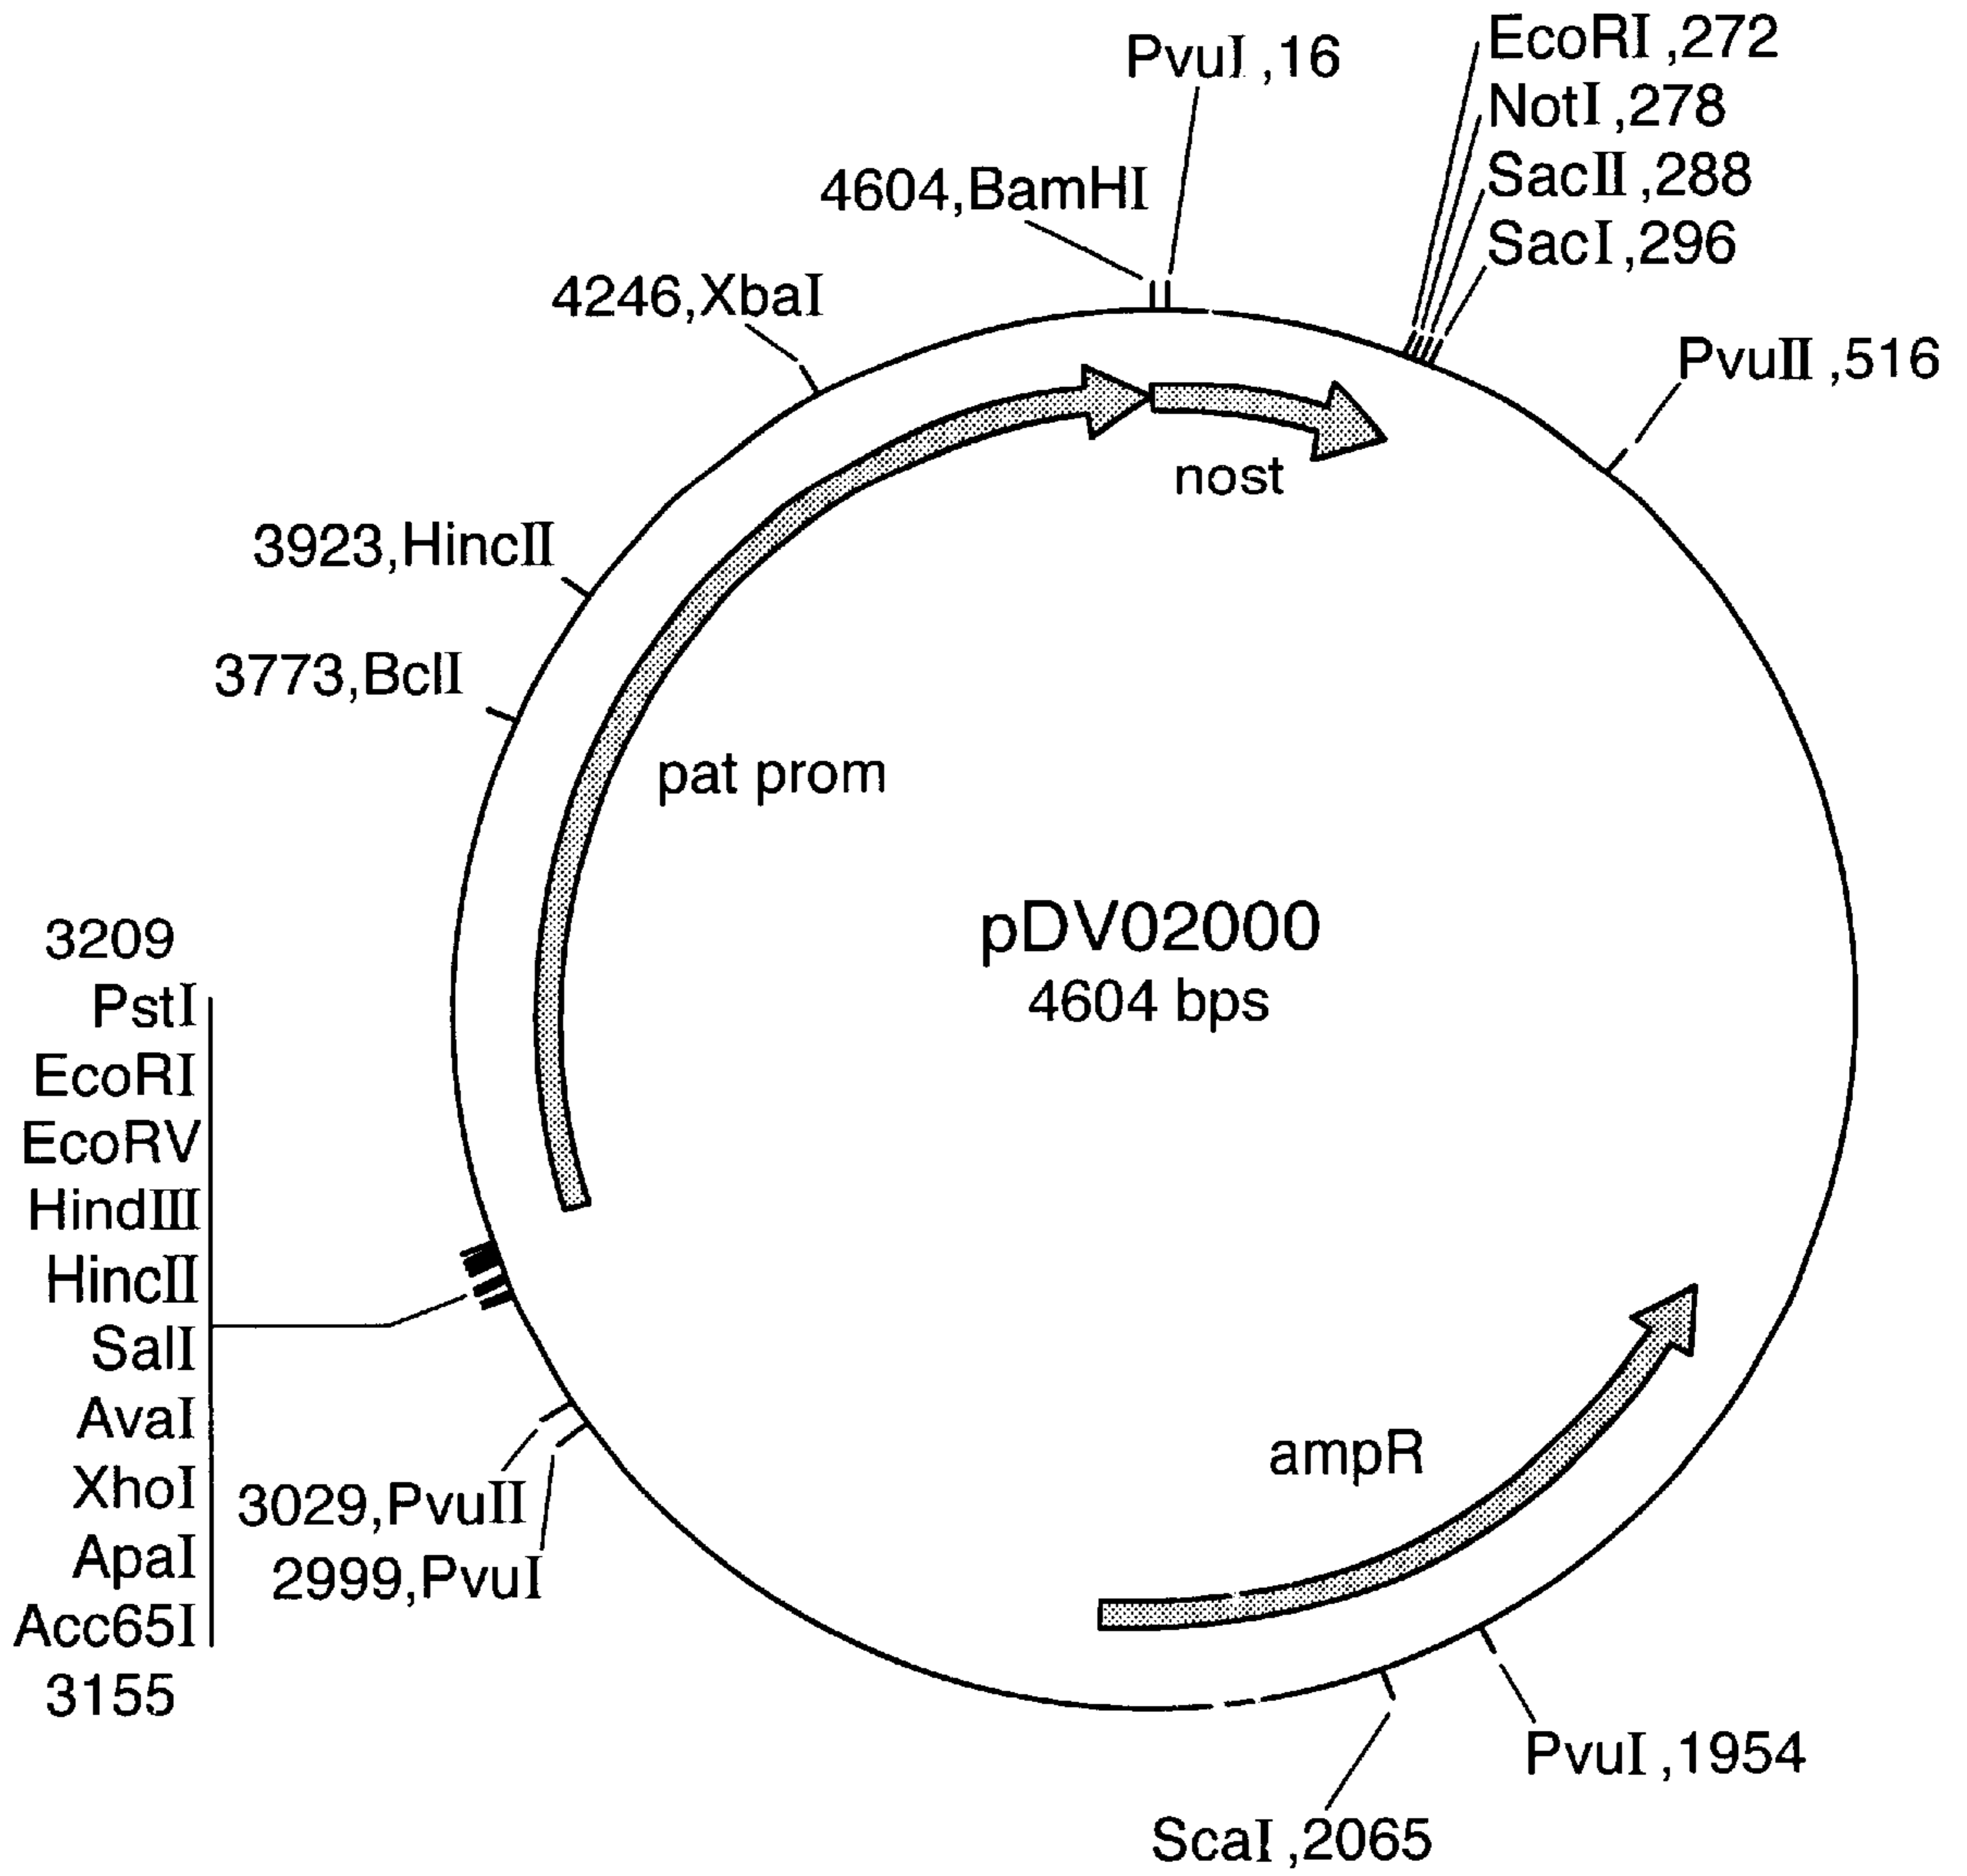 PvuI ,16
EcoRI ,272
NotI ,278
SacII ,288
SacI ,296
4604,BamHI
4246,XbaI
PvuII ,516
nost
3923,HincII
3773,BclI
pat prom
pDV02000
4604 bps
3209
PstI
EcoRI
EcoRV
HindIII
HincII
SalI
AvaI
XhoI
ApaI
Acc65I
3155
3029,PvuII
2999,PvuI
ampR
PvuI ,1954
ScaI ,2065